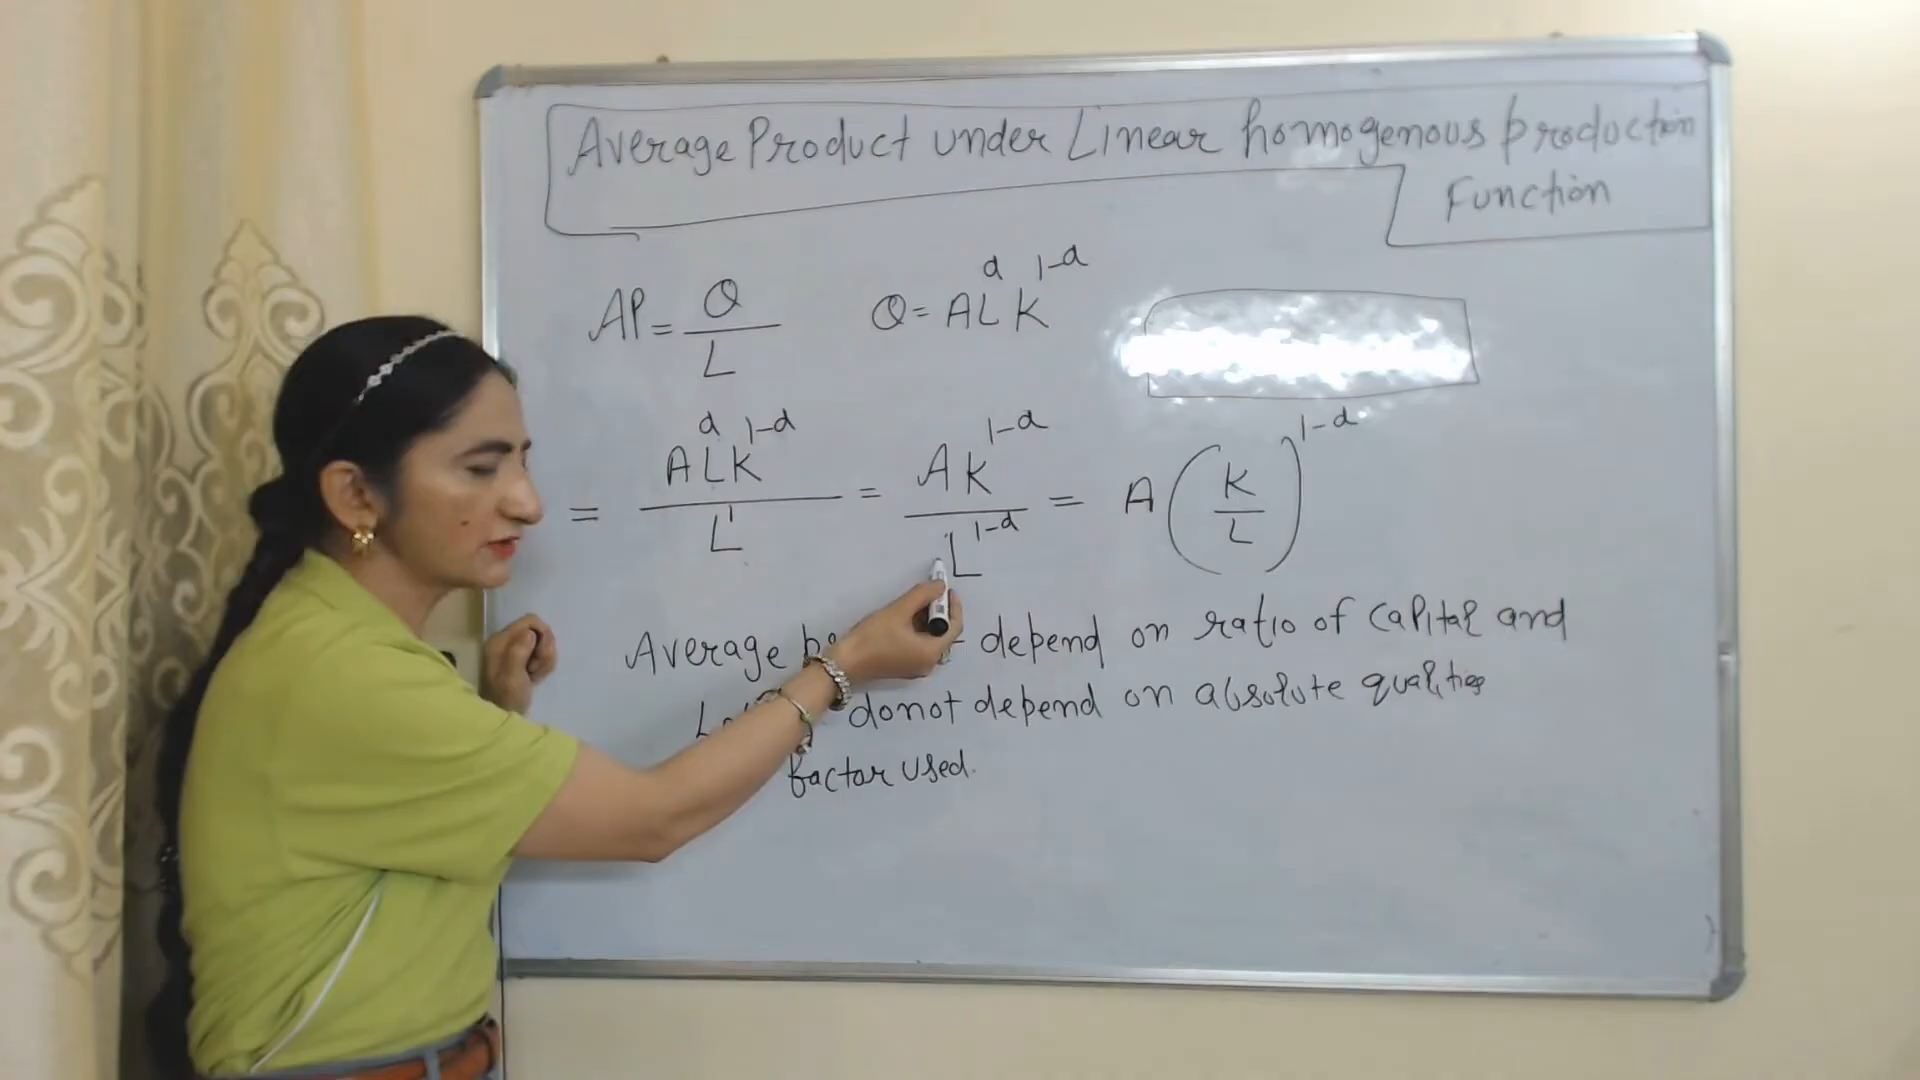 Average Product under Linear homogenous production
Function
AP = Q / L    Q = AL^α K^1-α
= AL^α K^1-α / L^1 = AK^1-α / L^1-α = A (K / L)^1-α
Average depend on ratio of capital and
donot depend on absolute qualities
factor used.